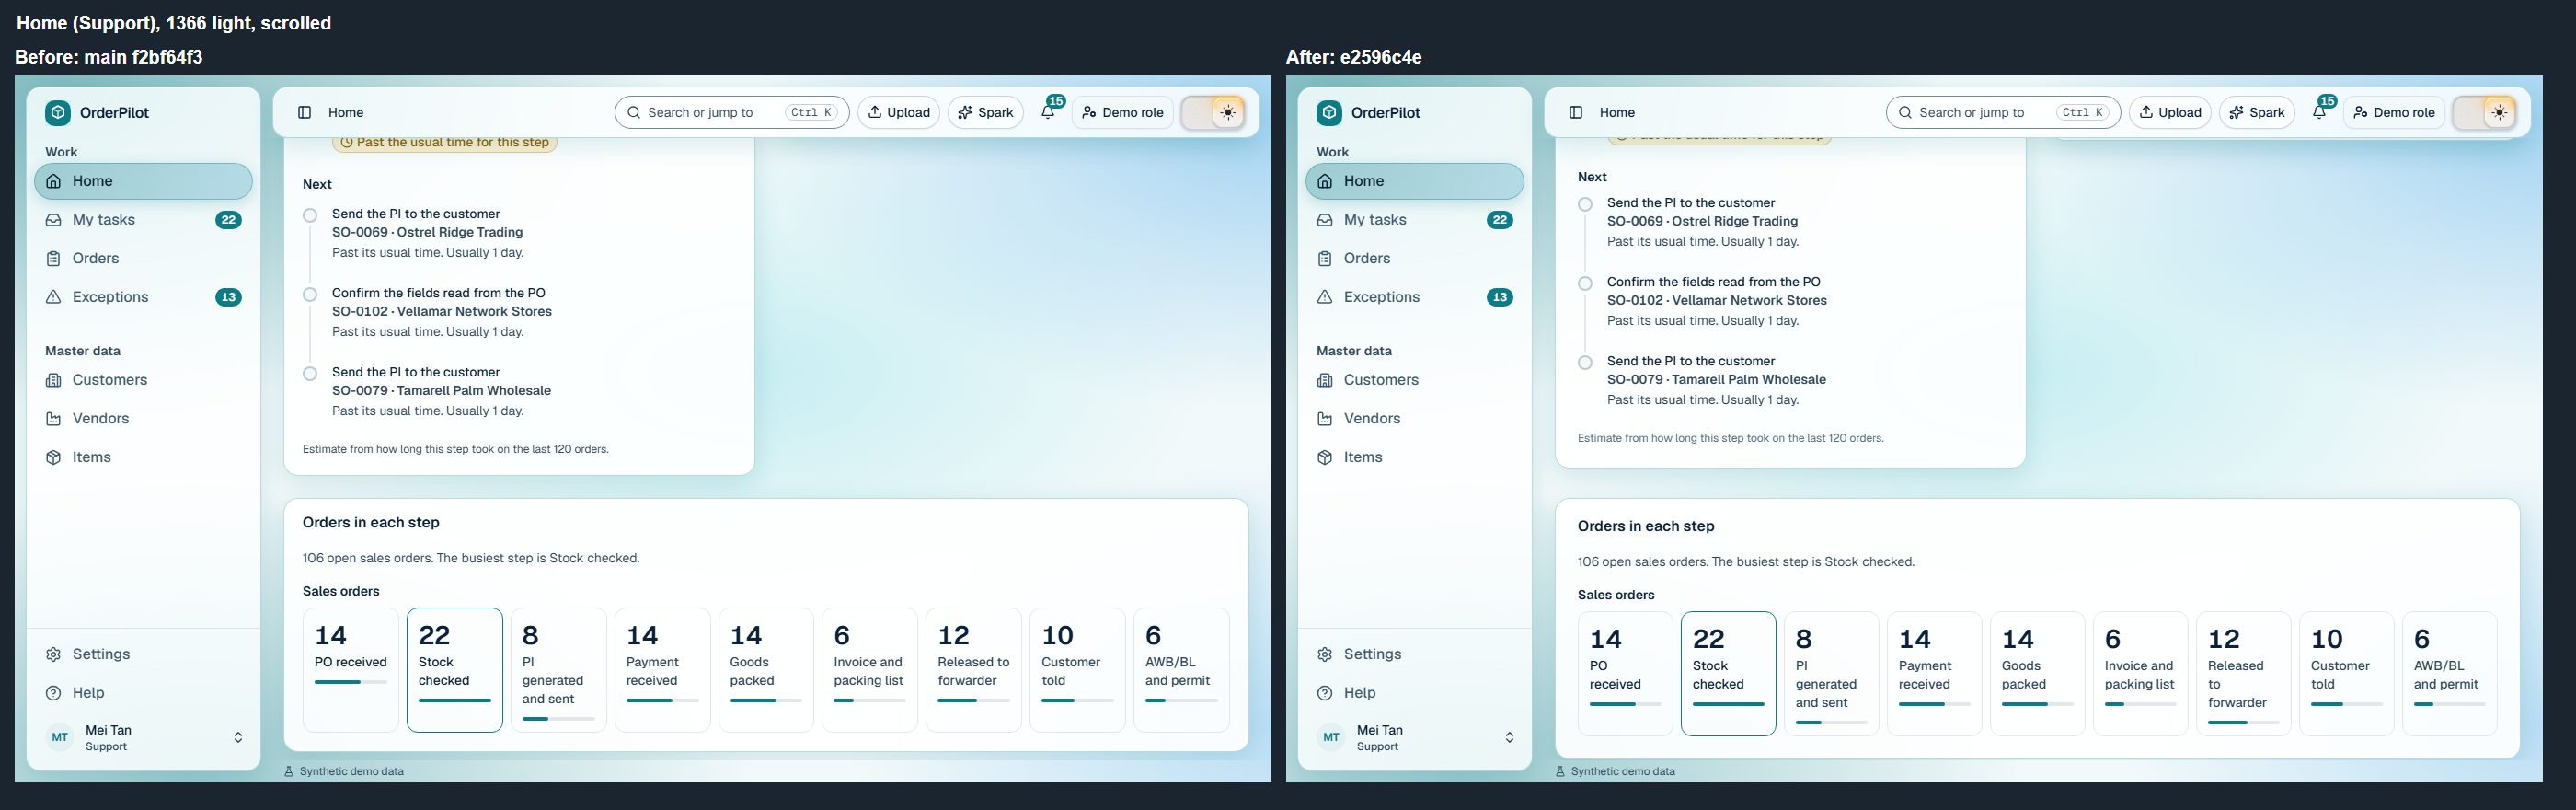 Home (Support), 1366 light, scrolled
Before: main f2bf64f3
OrderPilot
Home
Search or jump to
Ctrl K
Upload
Spark
15
Demo role
Work
Home
My tasks
22
Orders
Exceptions
13
Master data
Customers
Vendors
Items
Settings
Help
MT
Mei Tan
Support
Past the usual time for this step
Next
Send the PI to the customer
SO-0069 · Ostrel Ridge Trading
Past its usual time. Usually 1 day.
Confirm the fields read from the PO
SO-0102 · Vellamar Network Stores
Past its usual time. Usually 1 day.
Send the PI to the customer
SO-0079 · Tamarell Palm Wholesale
Past its usual time. Usually 1 day.
Estimate from how long this step took on the last 120 orders.
Orders in each step
106 open sales orders. The busiest step is Stock checked.
Sales orders
14
PO received
22
Stock
checked
8
PI
generated
and sent
14
Payment
received
14
Goods
packed
6
Invoice and
packing list
12
Released to
forwarder
10
Customer
told
6
AWB/BL
and permit
Synthetic demo data
After: e2596c4e
OrderPilot
Home
Search or jump to
Ctrl K
Upload
Spark
15
Demo role
Work
Home
My tasks
22
Orders
Exceptions
13
Master data
Customers
Vendors
Items
Settings
Help
MT
Mei Tan
Support
Next
Send the PI to the customer
SO-0069 · Ostrel Ridge Trading
Past its usual time. Usually 1 day.
Confirm the fields read from the PO
SO-0102 · Vellamar Network Stores
Past its usual time. Usually 1 day.
Send the PI to the customer
SO-0079 · Tamarell Palm Wholesale
Past its usual time. Usually 1 day.
Estimate from how long this step took on the last 120 orders.
Orders in each step
106 open sales orders. The busiest step is Stock checked.
Sales orders
14
PO
received
22
Stock
checked
8
PI
generated
and sent
14
Payment
received
14
Goods
packed
6
Invoice and
packing list
12
Released
to
forwarder
10
Customer
told
6
AWB/BL
and permit
Synthetic demo data